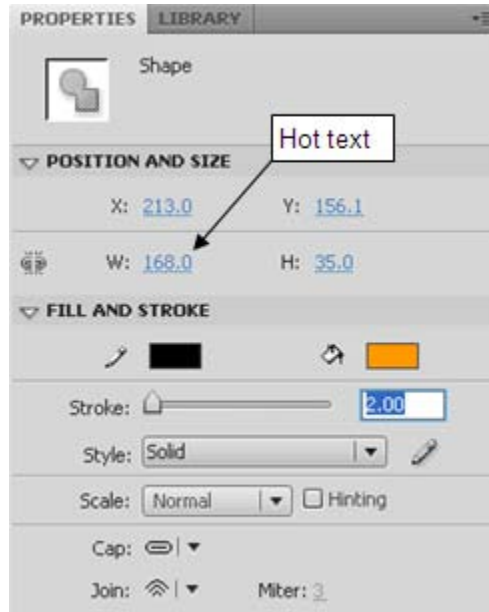 PROPERTIES LIBRARY
Shape
Hot text
POSITION AND SIZE
X: 213.0 Y: 156.1
W: 168.0 H: 35.0
FILL AND STROKE
Stroke: 2.00
Style: Solid
Scale: Normal Hinting
Cap:
Join: Miter: 3